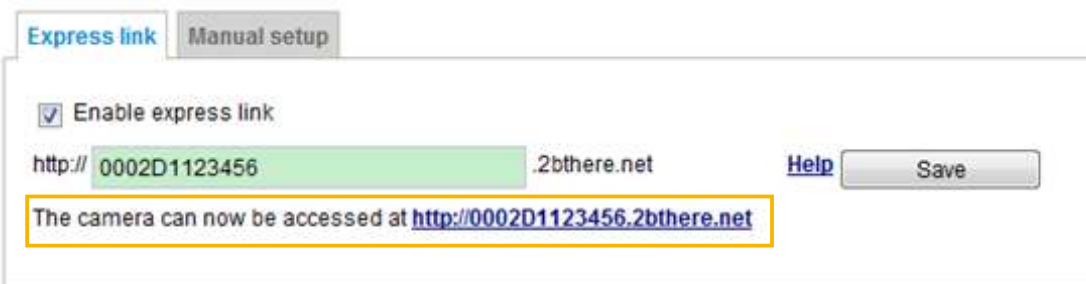 Express link Manual setup
Enable express link
http:// 0002D1123456 .2bthere.net Help Save
The camera can now be accessed at http://0002D1123456.2bthere.net